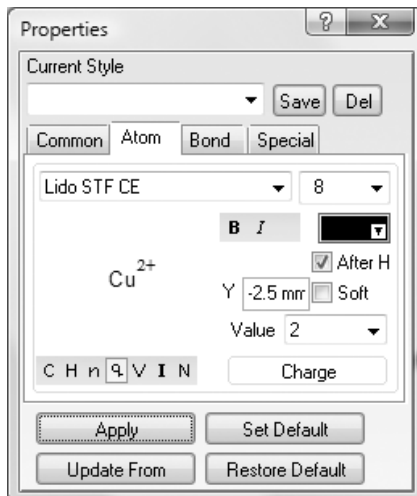 Properties ?
Current Style
Save Del
Common Atom Bond Special
Lido STF CE 8
B I
After H
Cu2+
Y -2.5 mm Soft
Value 2
C H n q V I N Charge
Apply Set Default
Update From Restore Default